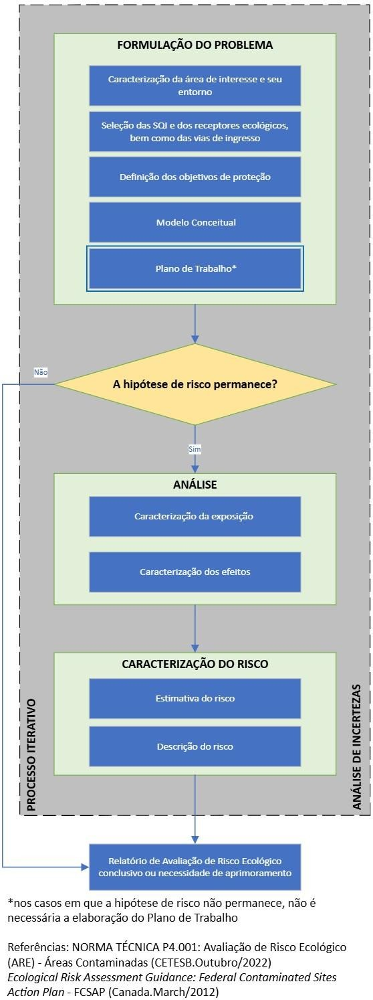 FORMULAÇÃO DO PROBLEMA
Caracterização da área de interesse e seu
entorno
Seleção das SQI e dos receptores ecológicos,
bem como das vias de ingresso
Definição dos objetivos de proteção
Modelo Conceitual
Plano de Trabalho*
Não
A hipótese de risco permanece?
Sim
ANÁLISE
Caracterização da exposição
Caracterização dos efeitos
CARACTERIZAÇÃO DO RISCO
Estimativa do risco
Descrição do risco
PROCESSO ITERATIVO
ANÁLISE DE INCERTEZAS
Relatório de Avaliação de Risco Ecológico
conclusivo ou necessidade de aprimoramento
*nos casos em que a hipótese de risco não permanece, não é
necessária a elaboração do Plano de Trabalho
Referências: NORMA TÉCNICA P4.001: Avaliação de Risco Ecológico
(ARE) - Áreas Contaminadas (CETESB.Outubro/2022)
Ecological Risk Assessment Guidance: Federal Contaminated Sites
Action Plan - FCSAP (Canada.March/2012)